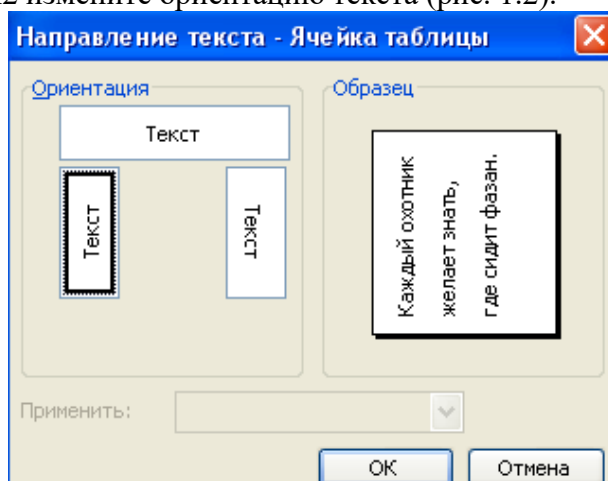 2 измените ориентацию текста (рис. 1.2).
Направление текста - Ячейка таблицы
Ориентация
Текст
Текст
Текст
Образец
Каждый охотник
желает знать,
где сидит фазан.
Применить:
ОК
Отмена